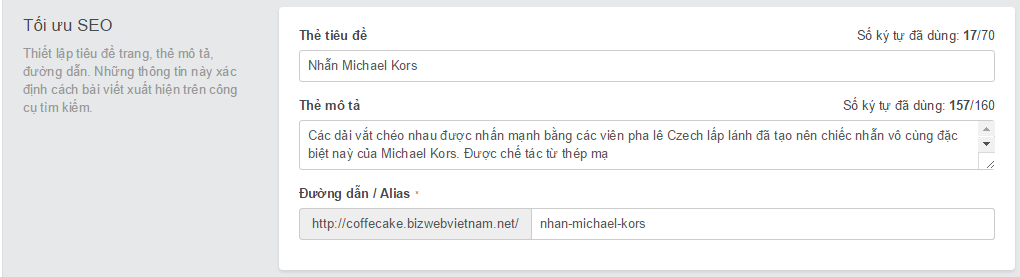 Tối ưu SEO
Thiết lập tiêu đề trang, thẻ mô tả,
đường dẫn. Những thông tin này xác
định cách bài viết xuất hiện trên công
cụ tìm kiếm.
Thẻ tiêu đề
Số ký tự đã dùng: 17/70
Nhẫn Michael Kors
Thẻ mô tả
Số ký tự đã dùng: 157/160
Các dải vắt chéo nhau được nhấn mạnh bằng các viên pha lê Czech lấp lánh đã tạo nên chiếc nhẫn vô cùng đặc
biệt naỳ của Michael Kors. Được chế tác từ thép mạ
Đường dẫn / Alias *
http://coffecake.bizwebvietnam.net/
nhan-michael-kors